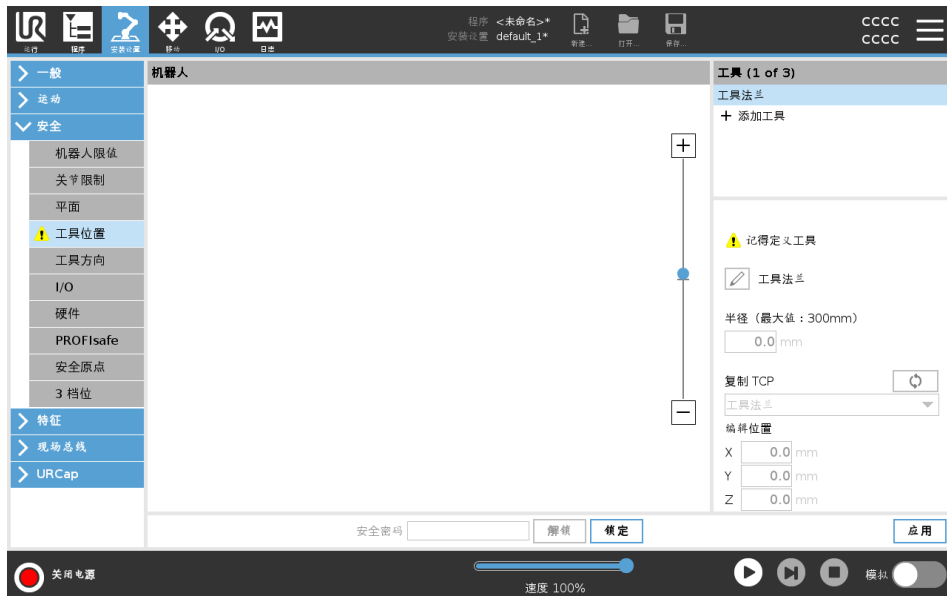 程序 <未命名>*
安装设置 default_1*
运行
程序
安装设置
移动
I/O
日志
新建...
打开...
保存...
CCCC
CCCC
一般
运动
安全
机器人限值
关节限制
平面
工具位置
工具方向
I/O
硬件
PROFIsafe
安全原点
3 档位
特征
现场总线
URCap
机器人
工具 (1 of 3)
工具法兰
添加工具
记得定义工具
工具法兰
半径（最大值：300mm）
0.0 mm
复制 TCP
工具法兰
编辑位置
X 0.0 mm
Y 0.0 mm
Z 0.0 mm
安全密码 解锁 锁定 应用
关闭电源
速度 100%
模拟